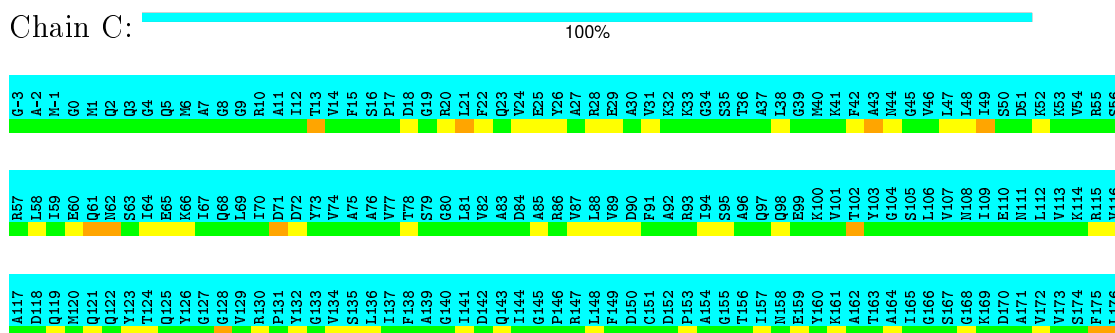 Chain C:
100%
G-3 A-2 M-1 G0 M1 Q2 Q3 G4 Q5 M6 A7 G8 G9 R10 A11 I12 T13 V14 F15 S16 P17 D18 G19 R20 L21 F22 Q23 V24 E25 Y26 A27 R28 E29 A30 V31 K32 K33 G34 S35 T36 A37 L38 G39 M40 K41 F42 A43 N44 G45 V46 L47 L48 I49 S50 D51 K52 K53 V54 R55 S56
R57 L58 I59 E60 Q61 N62 S63 I64 E65 K66 I67 Q68 L69 I70 D71 D72 Y73 V74 A75 A76 V77 T78 S79 G80 L81 V82 A83 D84 A85 R86 V87 L88 V89 D90 F91 A92 R93 I94 S95 A96 Q97 Q98 E99 K100 V101 T102 Y103 G104 S105 L106 V107 N108 I109 E110 N111 L112 V113 K114 R115 V116
A117 D118 Q119 M120 Q121 Q122 Y123 T124 Q125 Y126 G127 G128 V129 R130 P131 Y132 G133 V134 S135 L136 I137 F138 A139 G140 I141 D142 Q143 I144 G145 P146 R147 L148 F149 D150 C151 D152 P153 A154 G155 T156 I157 N158 E159 Y160 K161 A162 T163 A164 I165 G166 S167 G168 K169 D170 A171 V172 V173 S174 F175 F176